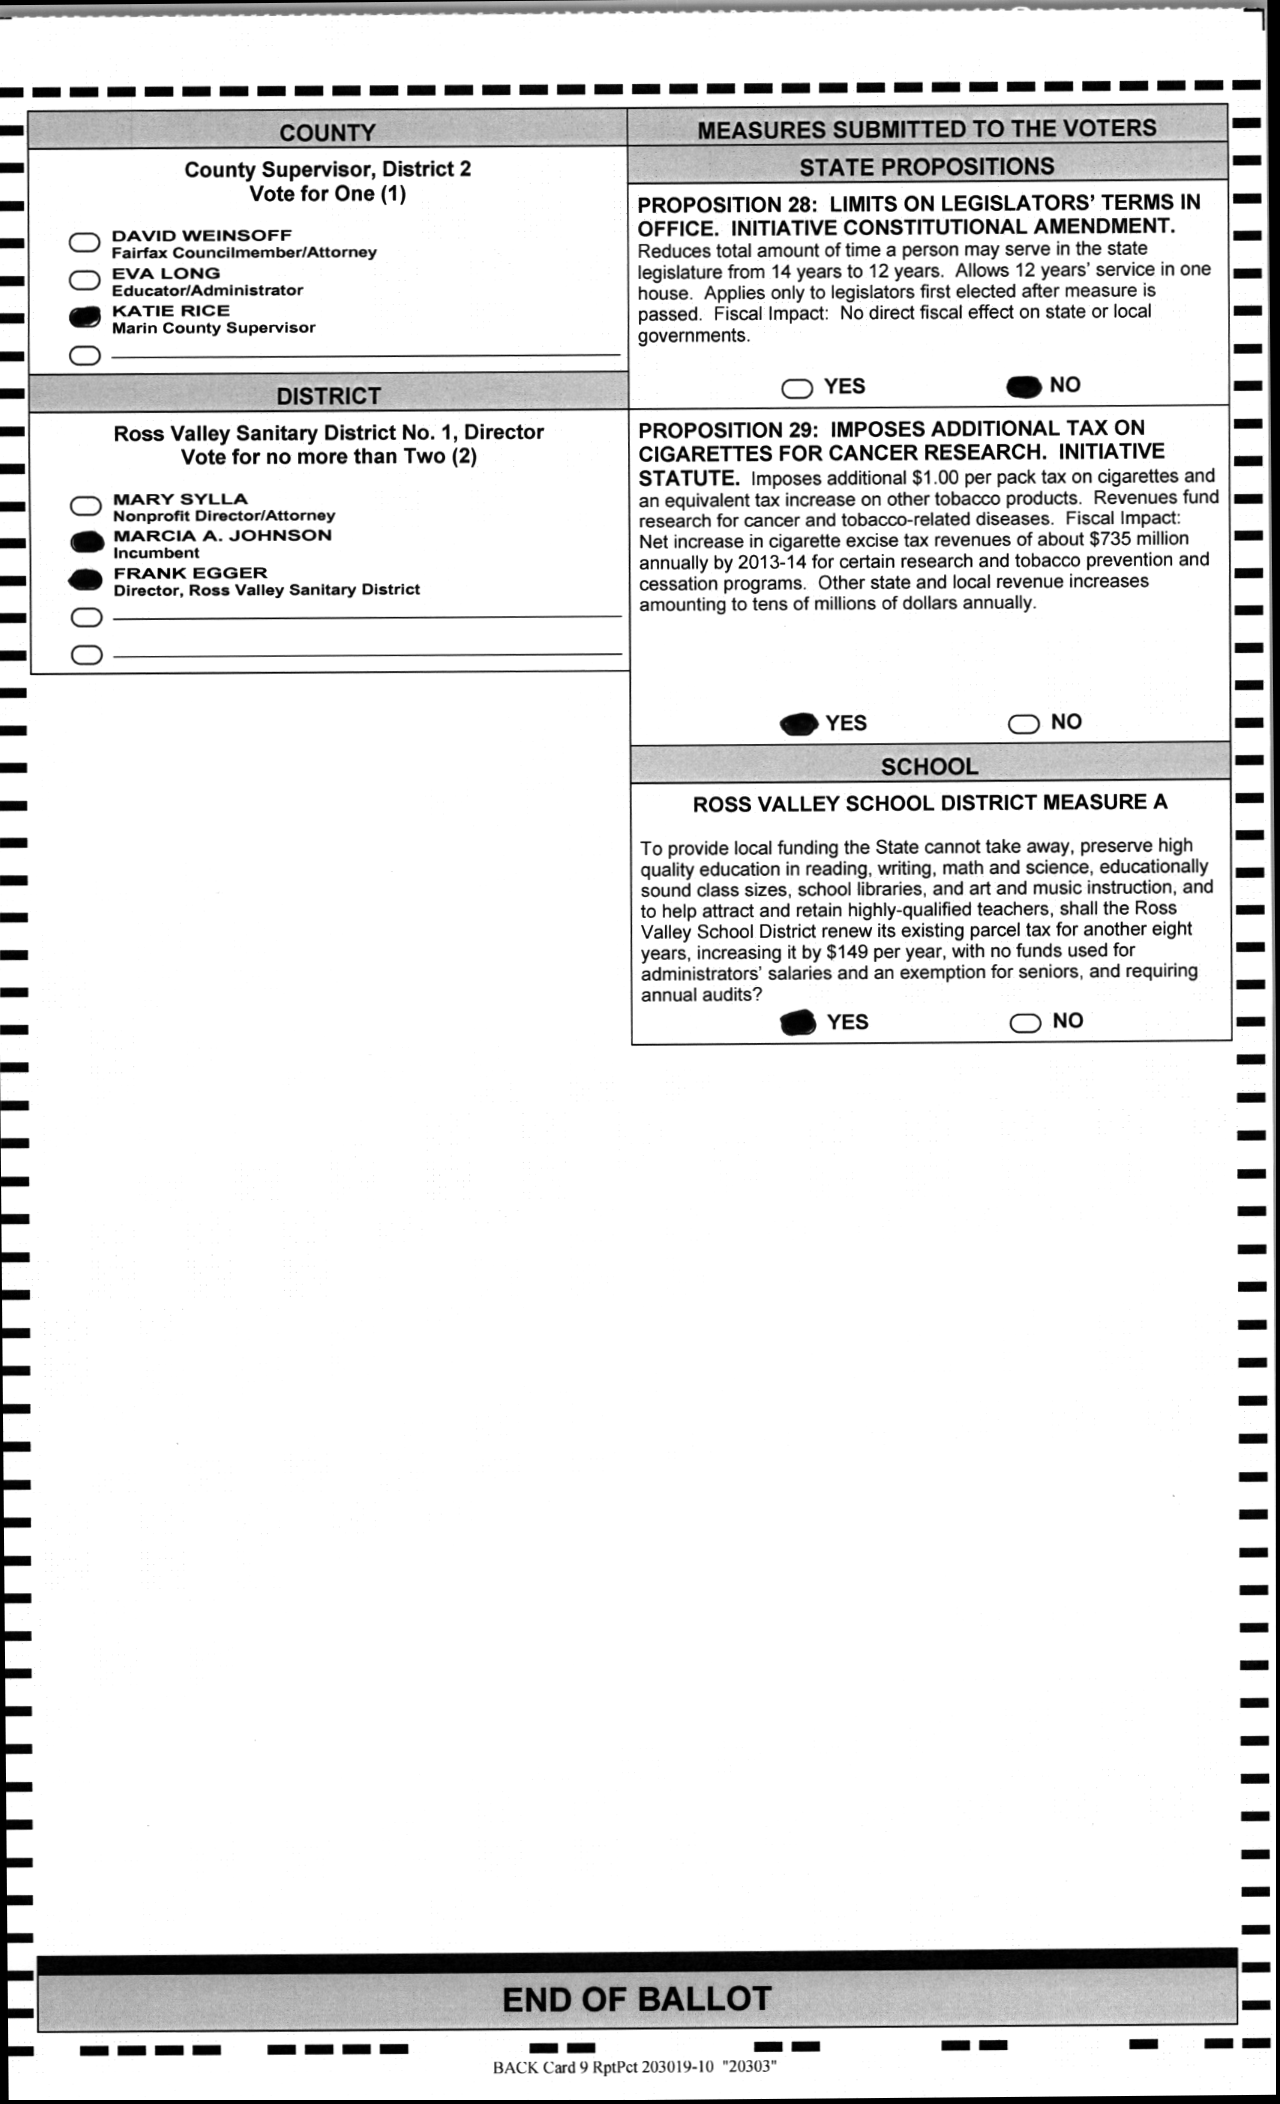 COUNTY
County Supervisor, District 2
Vote for One (1)
DAVID WEINSOFF
Fairfax Councilmember/Attorney
EVA LONG
Educator/Administrator
KATIE RICE
Marin County Supervisor
DISTRICT
Ross Valley Sanitary District No. 1, Director
Vote for no more than Two (2)
MARY SYLLA
Nonprofit Director/Attorney
MARCIA A. JOHNSON
Incumbent
FRANK EGGER
Director, Ross Valley Sanitary District
MEASURES SUBMITTED TO THE VOTERS
STATE PROPOSITIONS
PROPOSITION 28: LIMITS ON LEGISLATORS' TERMS IN
OFFICE. INITIATIVE CONSTITUTIONAL AMENDMENT.
Reduces total amount of time a person may serve in the state
legislature from 14 years to 12 years. Allows 12 years' service in one
house. Applies only to legislators first elected after measure is
passed. Fiscal Impact: No direct fiscal effect on state or local
governments.
YES NO
PROPOSITION 29: IMPOSES ADDITIONAL TAX ON
CIGARETTES FOR CANCER RESEARCH. INITIATIVE
STATUTE. Imposes additional $1.00 per pack tax on cigarettes and
an equivalent tax increase on other tobacco products. Revenues fund
research for cancer and tobacco-related diseases. Fiscal Impact:
Net increase in cigarette excise tax revenues of about $735 million
annually by 2013-14 for certain research and tobacco prevention and
cessation programs. Other state and local revenue increases
amounting to tens of millions of dollars annually.
YES NO
SCHOOL
ROSS VALLEY SCHOOL DISTRICT MEASURE A
To provide local funding the State cannot take away, preserve high
quality education in reading, writing, math and science, educationally
sound class sizes, school libraries, and art and music instruction, and
to help attract and retain highly-qualified teachers, shall the Ross
Valley School District renew its existing parcel tax for another eight
years, increasing it by $149 per year, with no funds used for
administrators' salaries and an exemption for seniors, and requiring
annual audits?
YES NO
END OF BALLOT
BACK Card 9 RptPct 203019-10 "20303"